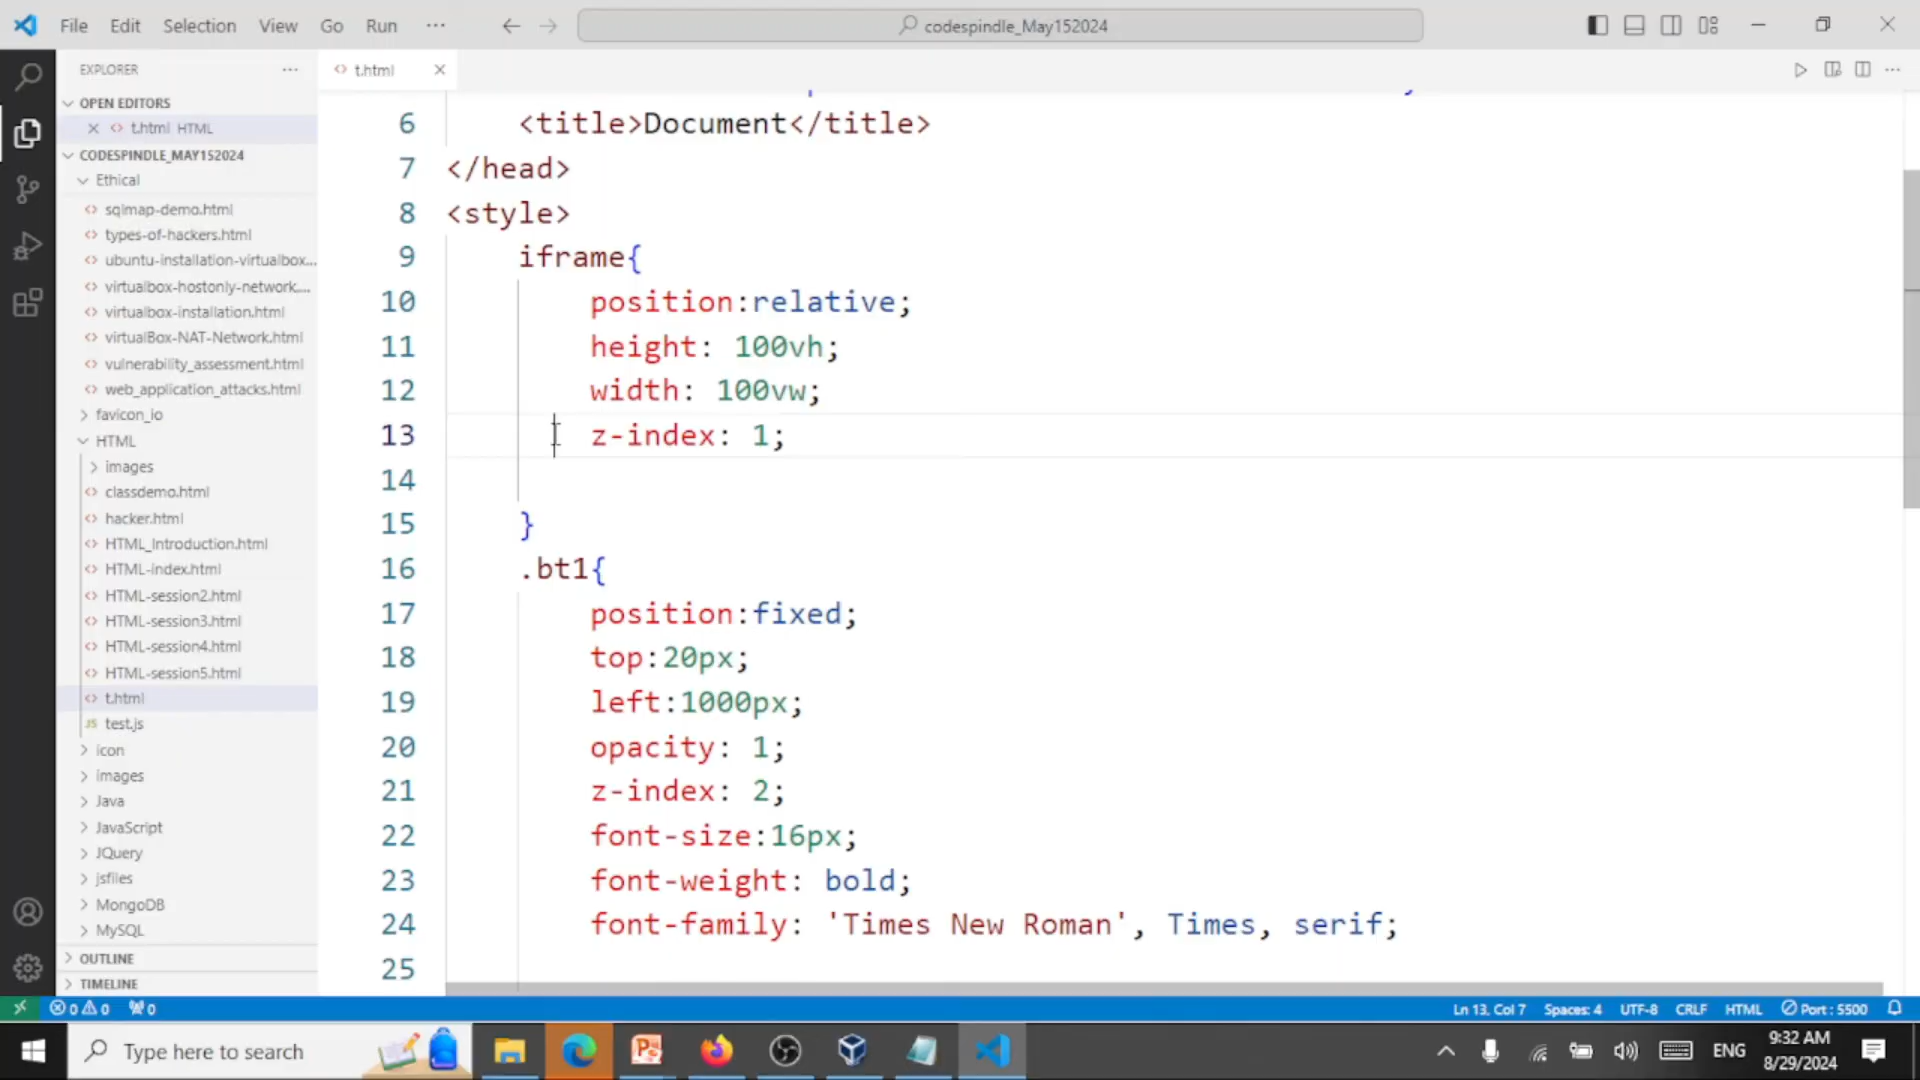 File Edit Selection View Go Run ··· codespindle_May152024
EXPLORER ···
t.html
OPEN EDITORS
t.html HTML
CODESPINDLE_MAY152024
Ethical
sqlmap-demo.html
types-of-hackers.html
ubuntu-installation-virtualbox...
virtualbox-hostonly-network....
virtualbox-installation.html
virtualBox-NAT-Network.html
vulnerability_assessment.html
web_application_attacks.html
favicon_io
HTML
images
classdemo.html
hacker.html
HTML_Introduction.html
HTML-index.html
HTML-session2.html
HTML-session3.html
HTML-session4.html
HTML-session5.html
t.html
JS test.js
icon
images
Java
JavaScript
JQuery
jsfiles
MongoDB
MySQL
OUTLINE
TIMELINE
6 <title>Document</title>
7 </head>
8 <style>
9 iframe{
10 position:relative;
11 height: 100vh;
12 width: 100vw;
13 z-index: 1;
14
15 }
16 .bt1{
17 position:fixed;
18 top:20px;
19 left:1000px;
20 opacity: 1;
21 z-index: 2;
22 font-size:16px;
23 font-weight: bold;
24 font-family: 'Times New Roman', Times, serif;
25
0 0 0 Ln 13, Col 7 Spaces: 4 UTF-8 CRLF HTML Port : 5500
Type here to search
ENG
9:32 AM
8/29/2024